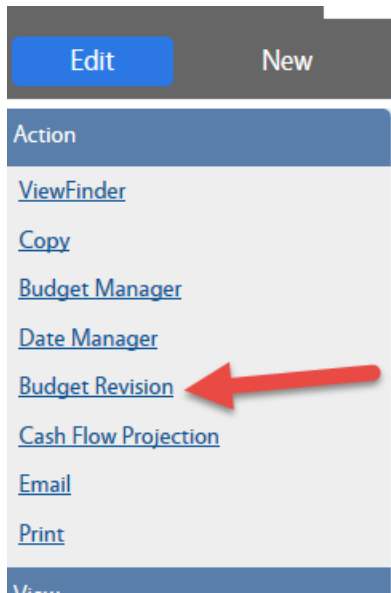 Edit New
Action
ViewFinder
Copy
Budget Manager
Date Manager
Budget Revision
Cash Flow Projection
Email
Print
View